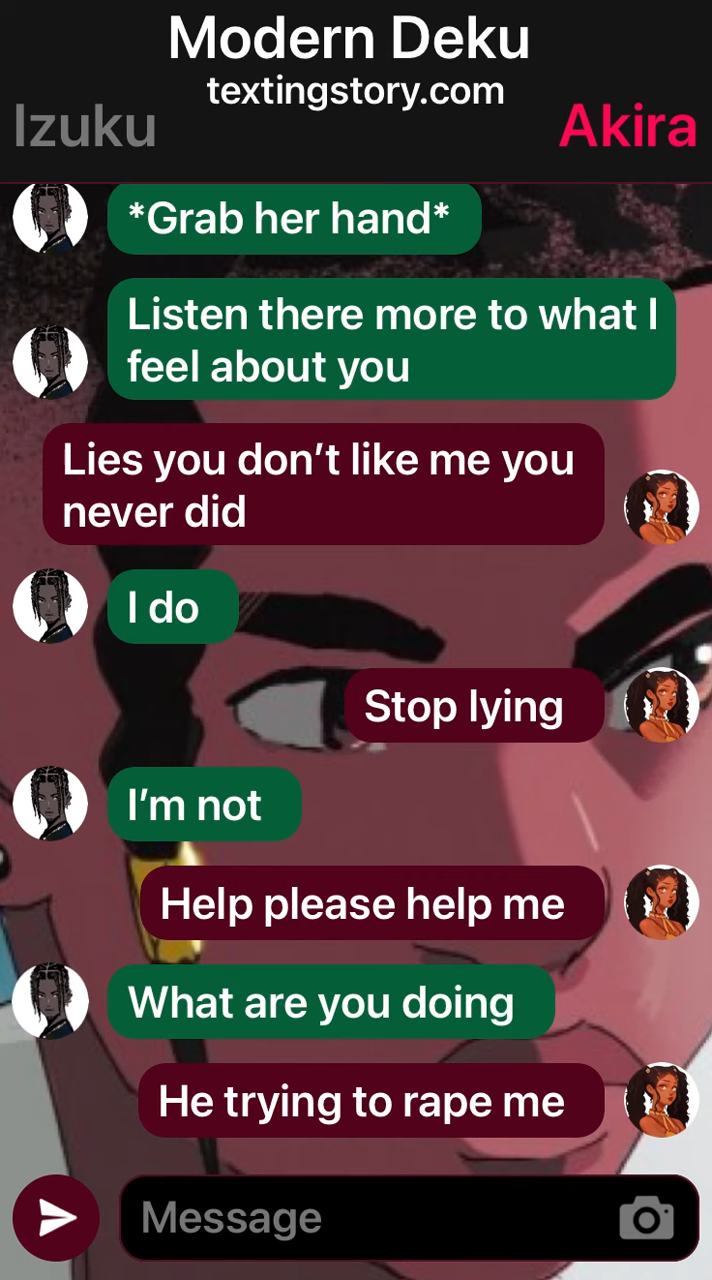 Modern Deku
textingstory.com
Izuku
Akira
*Grab her hand*
Listen there more to what I
feel about you
Lies you don’t like me you
never did
I do
Stop lying
I’m not
Help please help me
What are you doing
He trying to rape me
Message